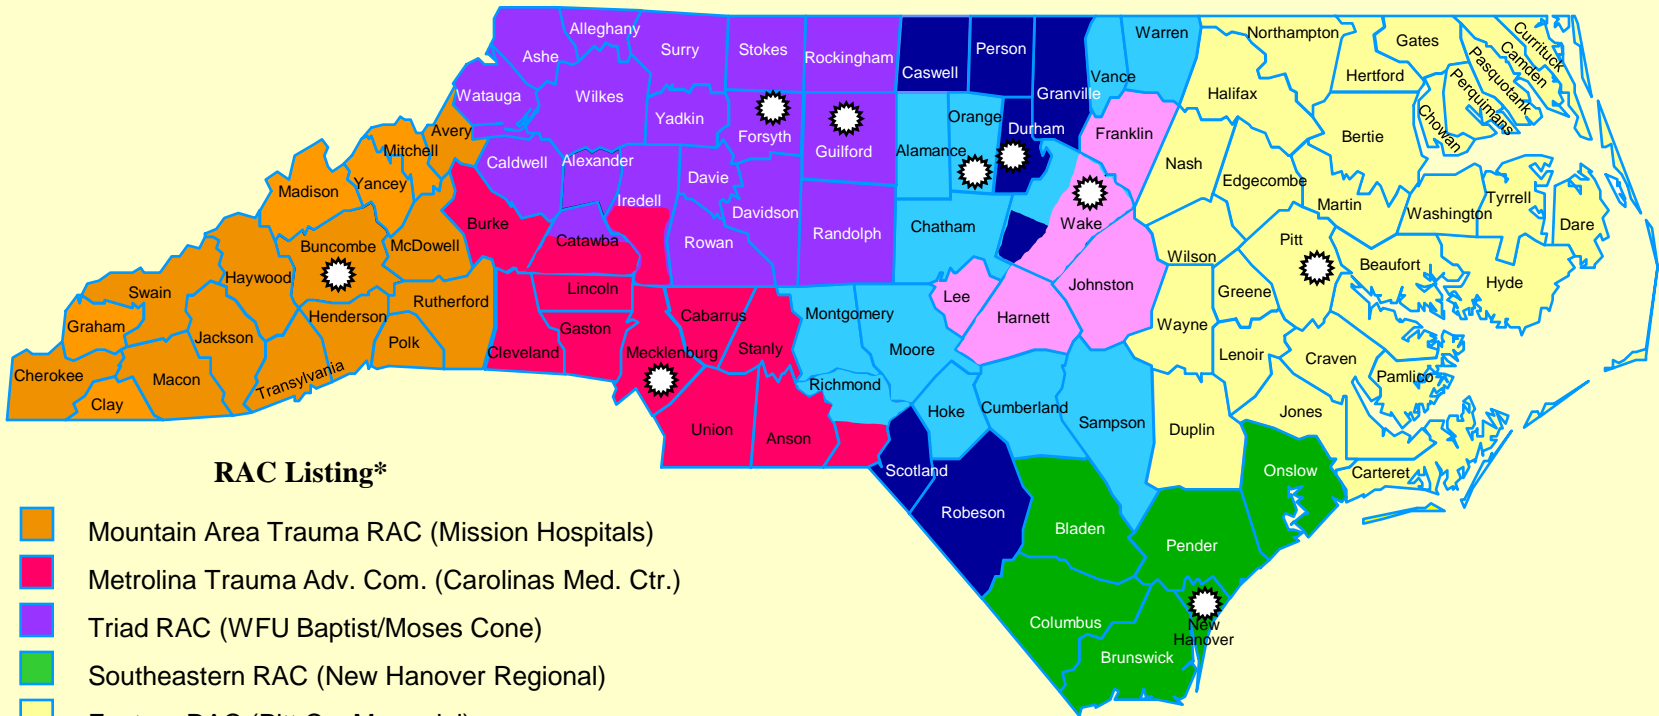 Alleghany
Ashe
Surry
Stokes
Rockingham
Caswell
Person
Granville
Vance
Warren
Northampton
Gates
Currituck
Camden
Pasquotank
Perquimans
Chowan
Hertford
Halifax
Bertie
Watauga
Wilkes
Yadkin
Forsyth
Guilford
Alamance
Orange
Durham
Franklin
Nash
Edgecombe
Martin
Washington
Tyrrell
Dare
Avery
Mitchell
Yancey
Madison
Caldwell
Alexander
Iredell
Davie
Davidson
Randolph
Chatham
Wake
Wilson
Pitt
Beaufort
Hyde
Buncombe
McDowell
Burke
Catawba
Rowan
Haywood
Swain
Graham
Jackson
Henderson
Rutherford
Polk
Cherokee
Macon
Clay
Transylvania
Lincoln
Gaston
Cleveland
Mecklenburg
Cabarrus
Stanly
Union
Anson
Montgomery
Moore
Richmond
Lee
Harnett
Johnston
Wayne
Greene
Lenoir
Craven
Pamlico
Jones
Hoke
Cumberland
Sampson
Duplin
Onslow
Carteret
Scotland
Robeson
Bladen
Pender
Columbus
Brunswick
New
Hanover
RAC Listing*
Mountain Area Trauma RAC (Mission Hospitals)
Metrolina Trauma Adv. Com. (Carolinas Med. Ctr.)
Triad RAC (WFU Baptist/Moses Cone)
Southeastern RAC (New Hanover Regional)